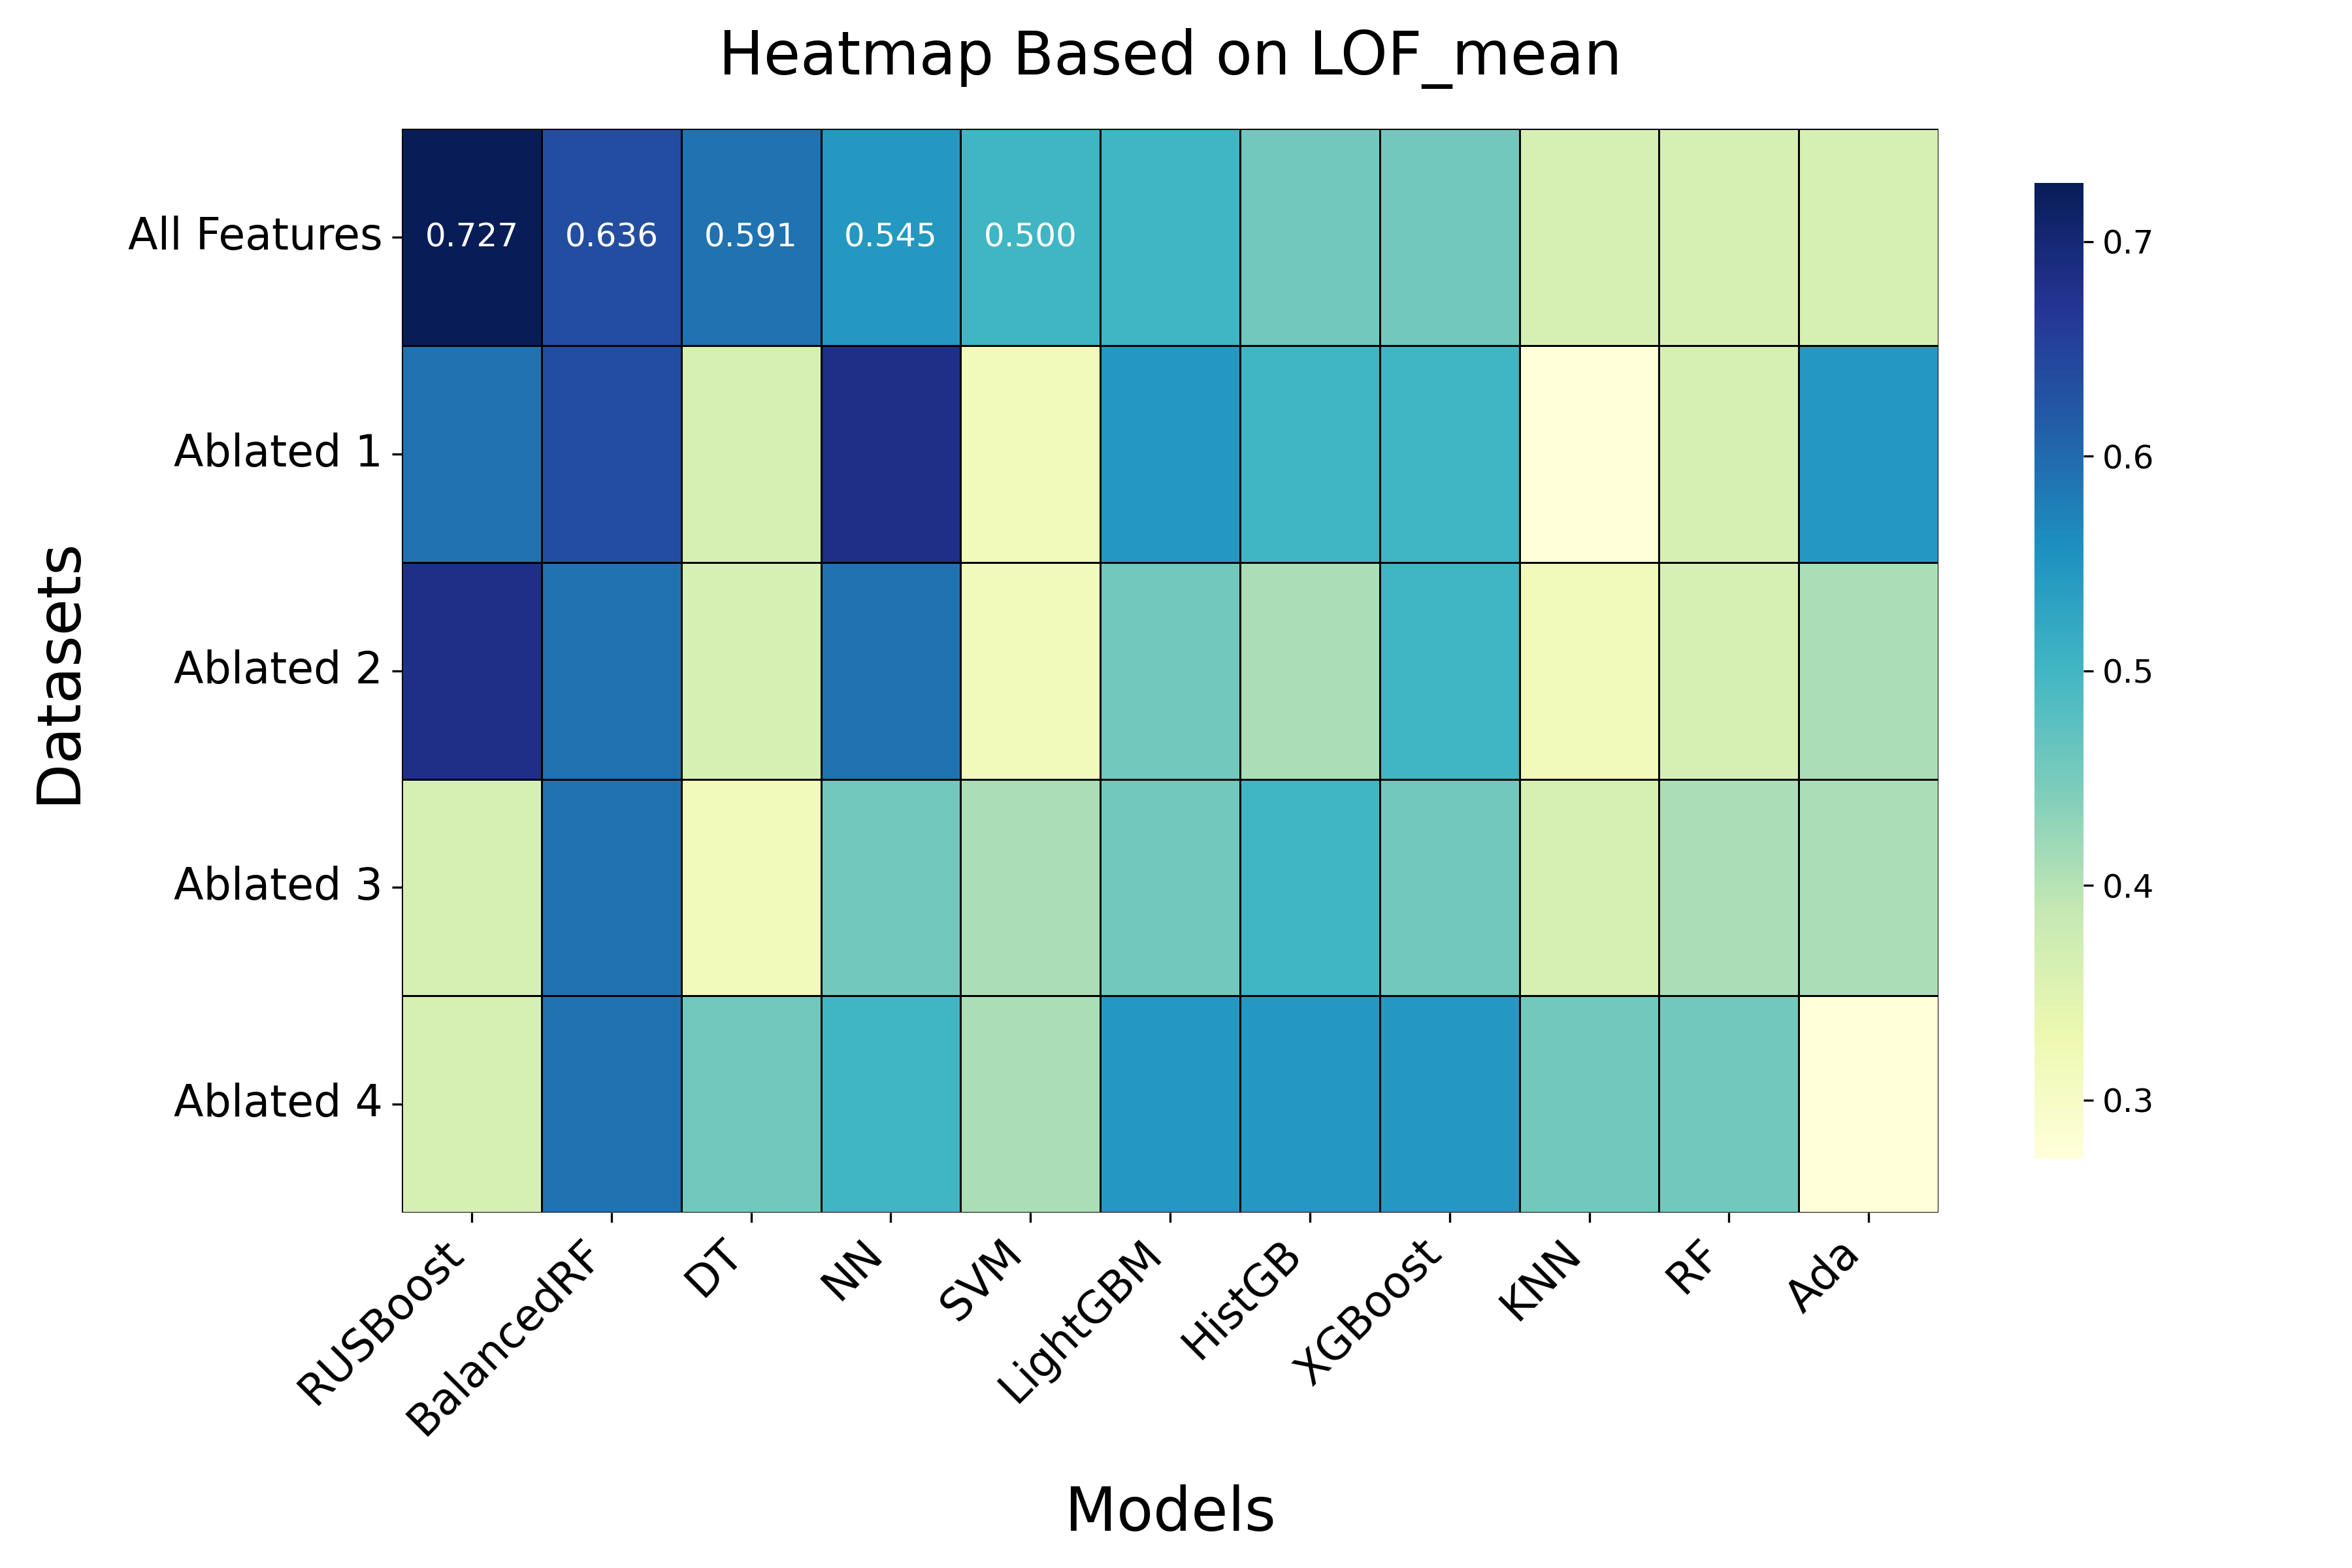 Heatmap Based on LOF_mean
All Features
0.727 0.636 0.591 0.545 0.500
Ablated 1
Ablated 2
Ablated 3
Ablated 4
Datasets
RUSBoost BalancedRF DT NN SVM LightGBM HistGB XGBoost KNN RF Ada
Models
0.7
0.6
0.5
0.4
0.3